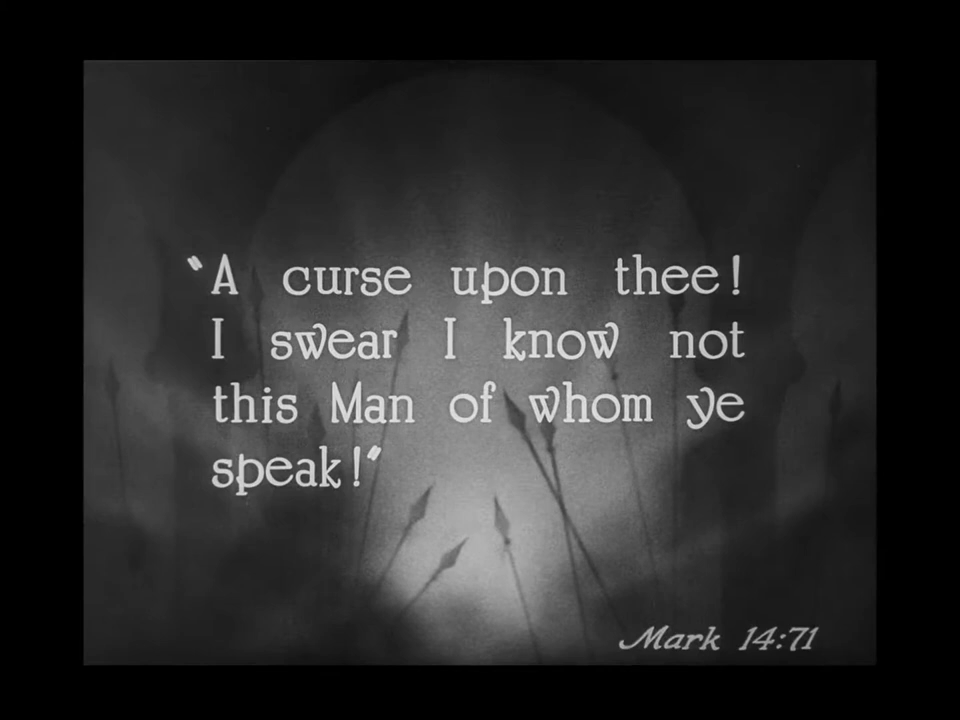 "A curse upon thee!
I swear I know not
this Man of whom ye
speak!"
Mark 14:71